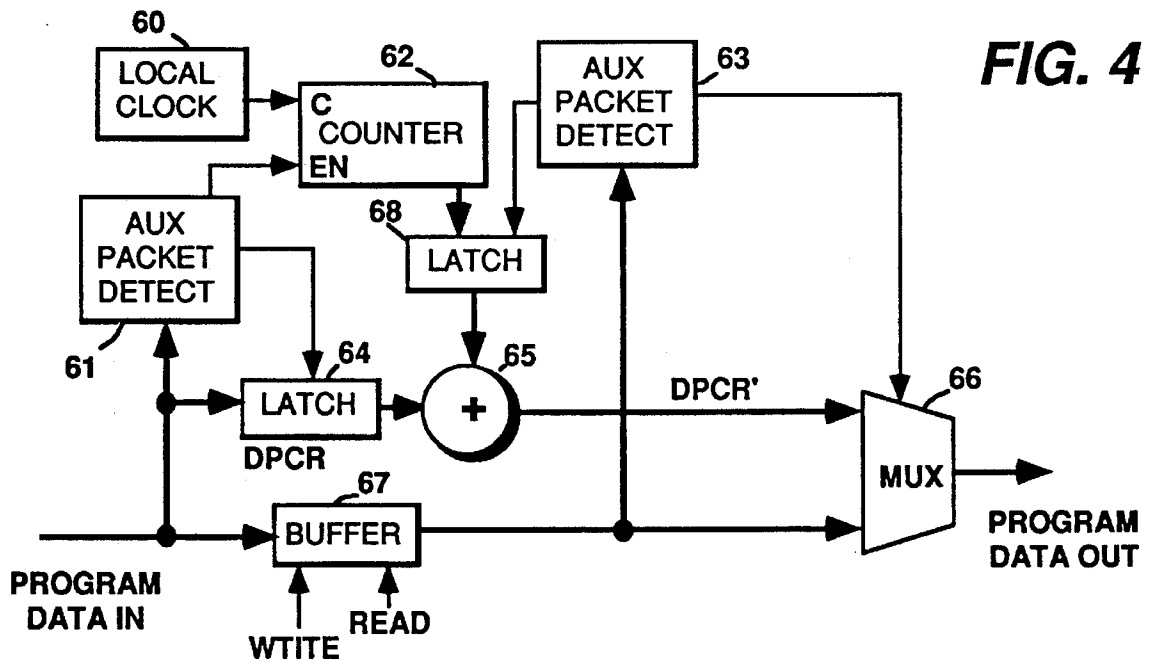 FIG. 4
60
LOCAL
CLOCK
62
C
COUNTER
EN
AUX
PACKET
DETECT
63
AUX
PACKET
DETECT
61
68
LATCH
64
LATCH
DPCR
65
+
DPCR'
66
MUX
67
BUFFER
PROGRAM
DATA IN
WTITE
READ
PROGRAM
DATA OUT